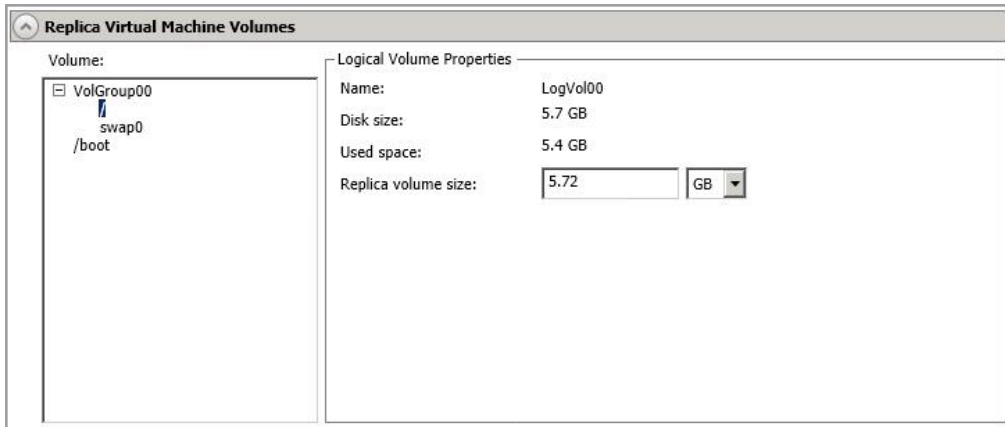 Replica Virtual Machine Volumes
Volume:
VolGroup00
/
swap0
/boot
Logical Volume Properties
Name: LogVol00
Disk size: 5.7 GB
Used space: 5.4 GB
Replica volume size: 5.72 GB